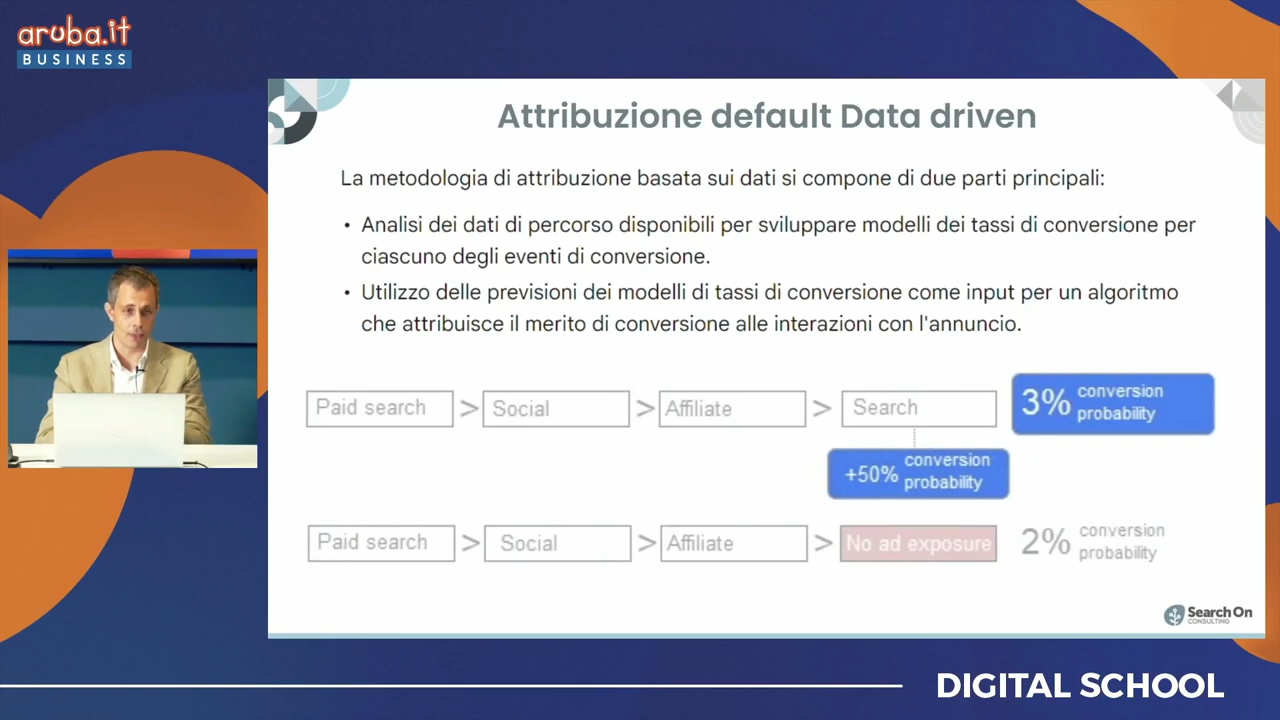 aruba.it
BUSINESS
Attribuzione default Data driven
La metodologia di attribuzione basata sui dati si compone di due parti principali:
• Analisi dei dati di percorso disponibili per sviluppare modelli dei tassi di conversione per
ciascuno degli eventi di conversione.
• Utilizzo delle previsioni dei modelli di tassi di conversione come input per un algoritmo
che attribuisce il merito di conversione alle interazioni con l'annuncio.
Paid search > Social > Affiliate > Search 3% conversion probability
+50% conversion probability
Paid search > Social > Affiliate > No ad exposure 2% conversion probability
Search On
CONSULTING
DIGITAL SCHOOL